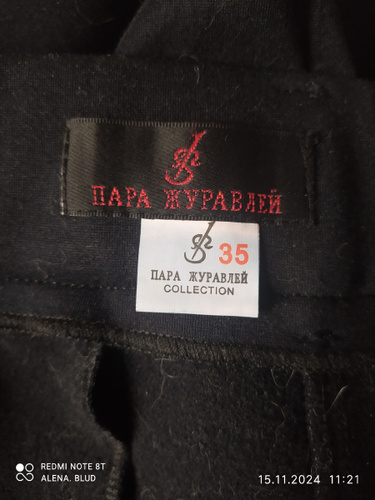 ПАРА ЖУРАВЛЕЙ
35
ПАРА ЖУРАВЛЕЙ
COLLECTION
REDMI NOTE 8T
ALENA. BLUD
15.11.2024 11:21